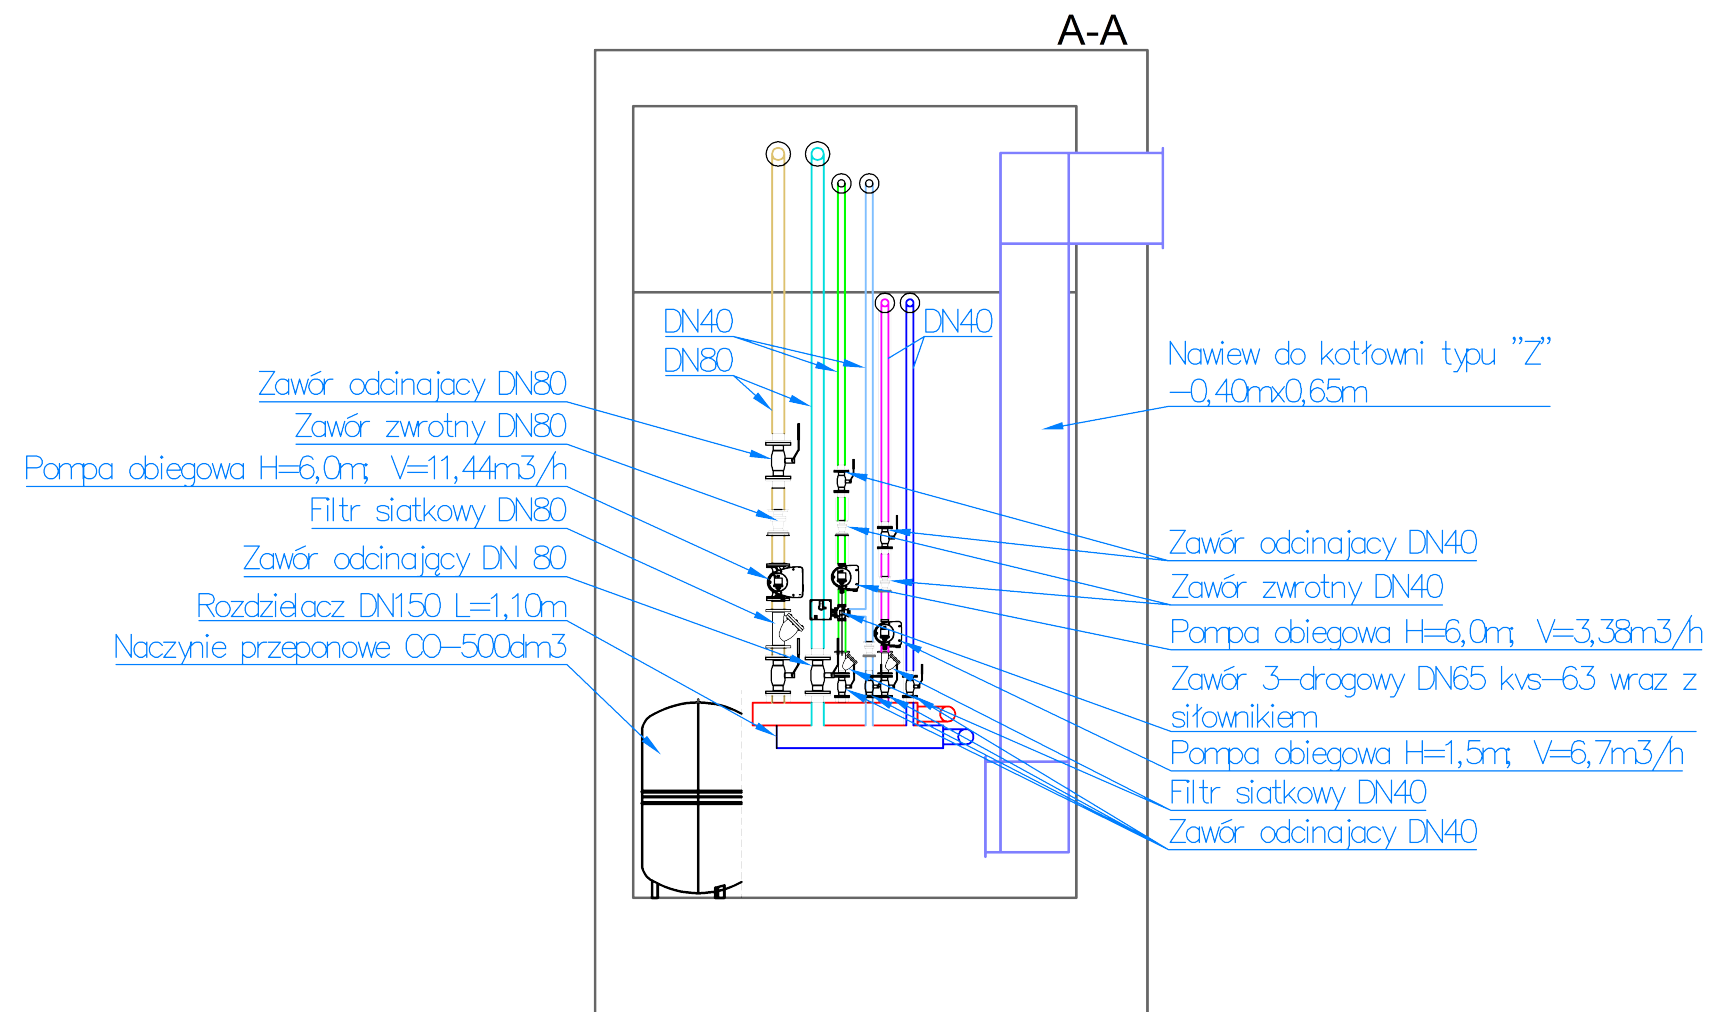 A-A
DN40
DN80
DN40
Zawór odcinajacy DN80
Zawór zwrotny DN80
Pompa obiegowa H=6,0m; V=11,44m3/h
Filtr siatkowy DN80
Zawór odcinający DN 80
Rozdzielacz DN150 L=1,10m
Naczynie przeponowe CO-500dm3
Nawiew do kotłowni typu "Z"
-0,40mx0,65m
Zawór odcinajacy DN40
Zawór zwrotny DN40
Pompa obiegowa H=6,0m; V=3,38m3/h
Zawór 3-drogowy DN65 kvs-63 wraz z
siłownikiem
Pompa obiegowa H=1,5m; V=6,7m3/h
Filtr siatkowy DN40
Zawór odcinajacy DN40